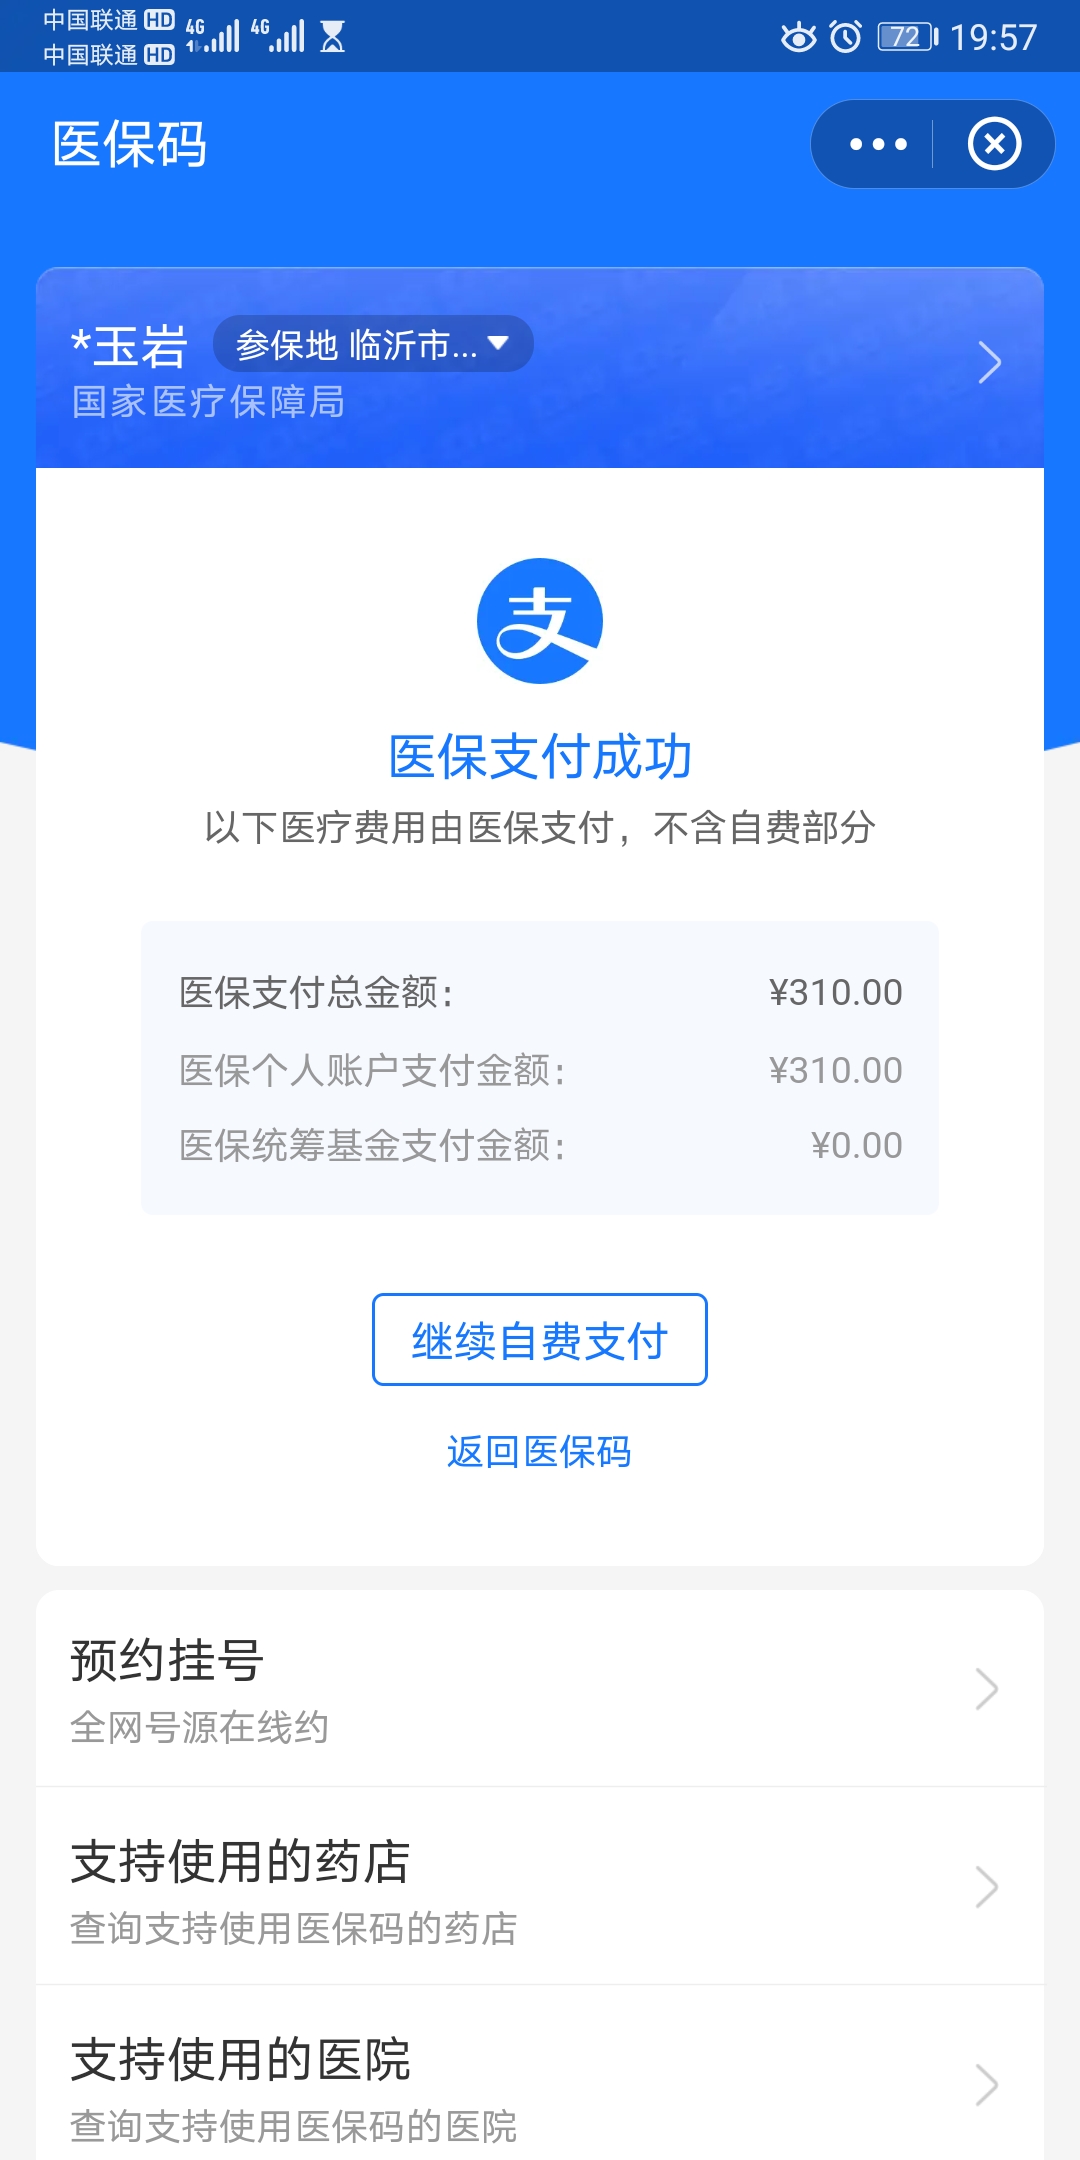 中国联通 HD 4G 4G 72 19:57
中国联通 HD
医保码
*玉岩 参保地 临沂市...
国家医疗保障局
支
医保支付成功
以下医疗费用由医保支付，不含自费部分
医保支付总金额： ¥310.00
医保个人账户支付金额： ¥310.00
医保统筹基金支付金额： ¥0.00
继续自费支付
返回医保码
预约挂号
全网号源在线约
支持使用的药店
查询支持使用医保码的药店
支持使用的医院
查询支持使用医保码的医院